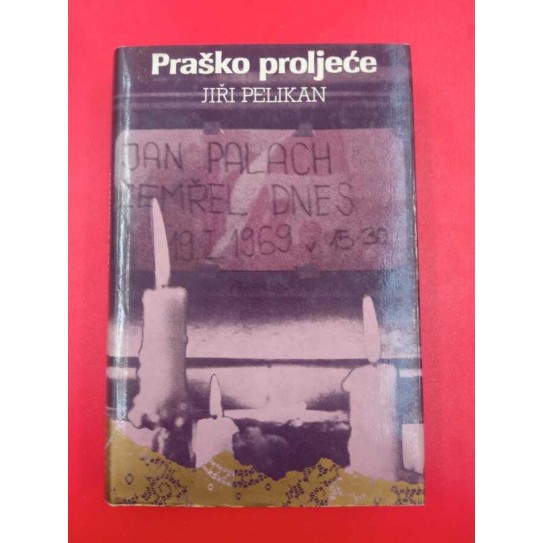 Praško proljeće
JIŘI PELIKAN
JAN PALACH
ZEMŘEL DNES
19.I 1969 v 15 30